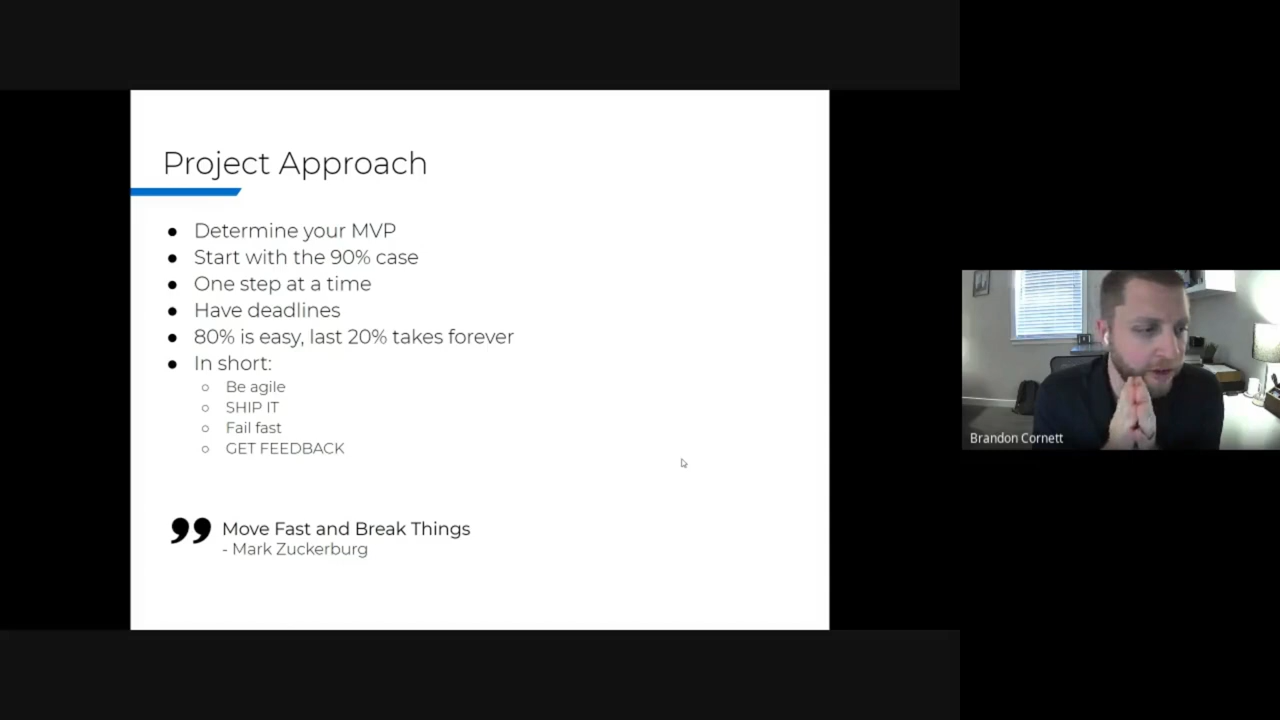 Project Approach
Determine your MVP
Start with the 90% case
One step at a time
Have deadlines
80% is easy, last 20% takes forever
In short:
Be agile
SHIP IT
Fail fast
GET FEEDBACK
Move Fast and Break Things
- Mark Zuckerburg
Brandon Cornett